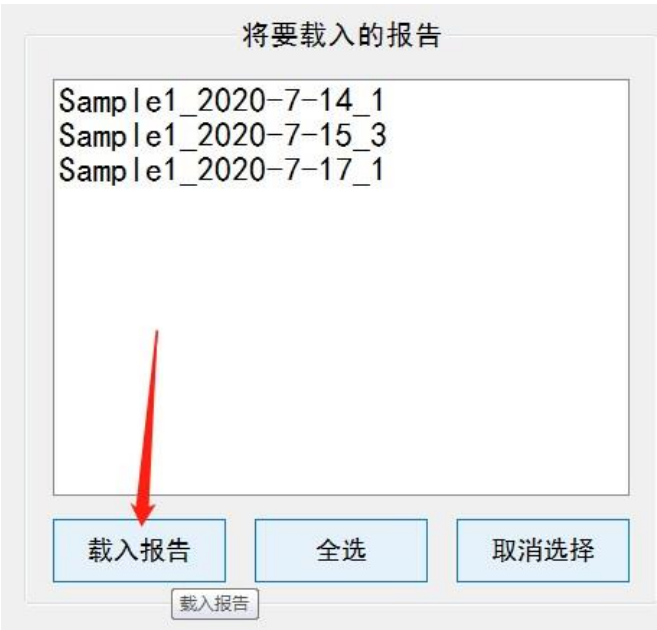 将要载入的报告
Sample1_2020-7-14_1
Sample1_2020-7-15_3
Sample1_2020-7-17_1
载入报告
全选
取消选择
载入报告